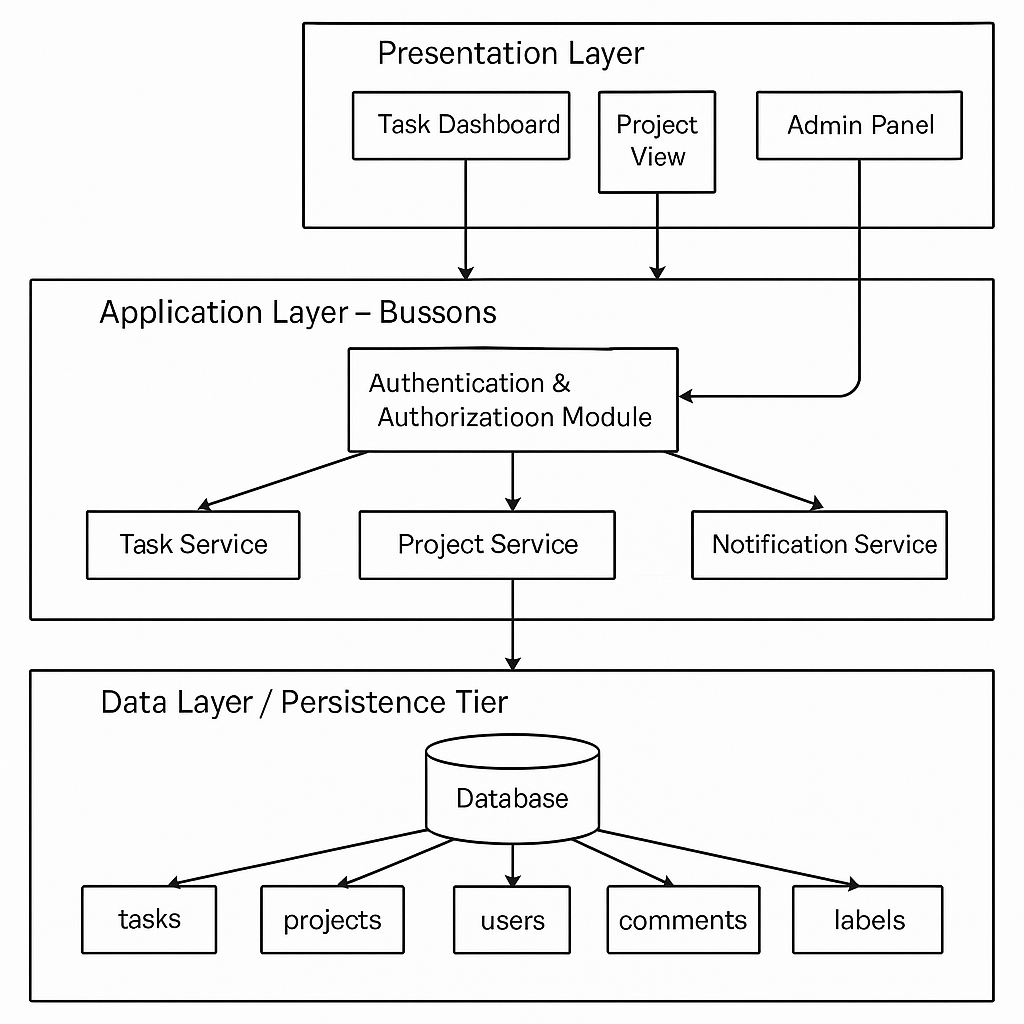 Presentation Layer
Task Dashboard
Project
View
Admin Panel
Application Layer – Bussons
Authentication &
Authorizatioon Module
Task Service
Project Service
Notification Service
Data Layer / Persistence Tier
Database
tasks
projects
users
comments
labels